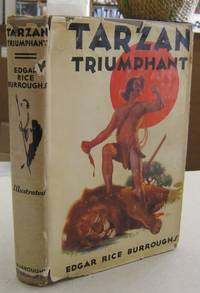 TARZAN
TRIUMPHANT
EDGAR RICE BURROUGHS
TARZAN
TRIUMPHANT
EDGAR
RICE
BURROUGHS
Illustrated
BURROUGHS